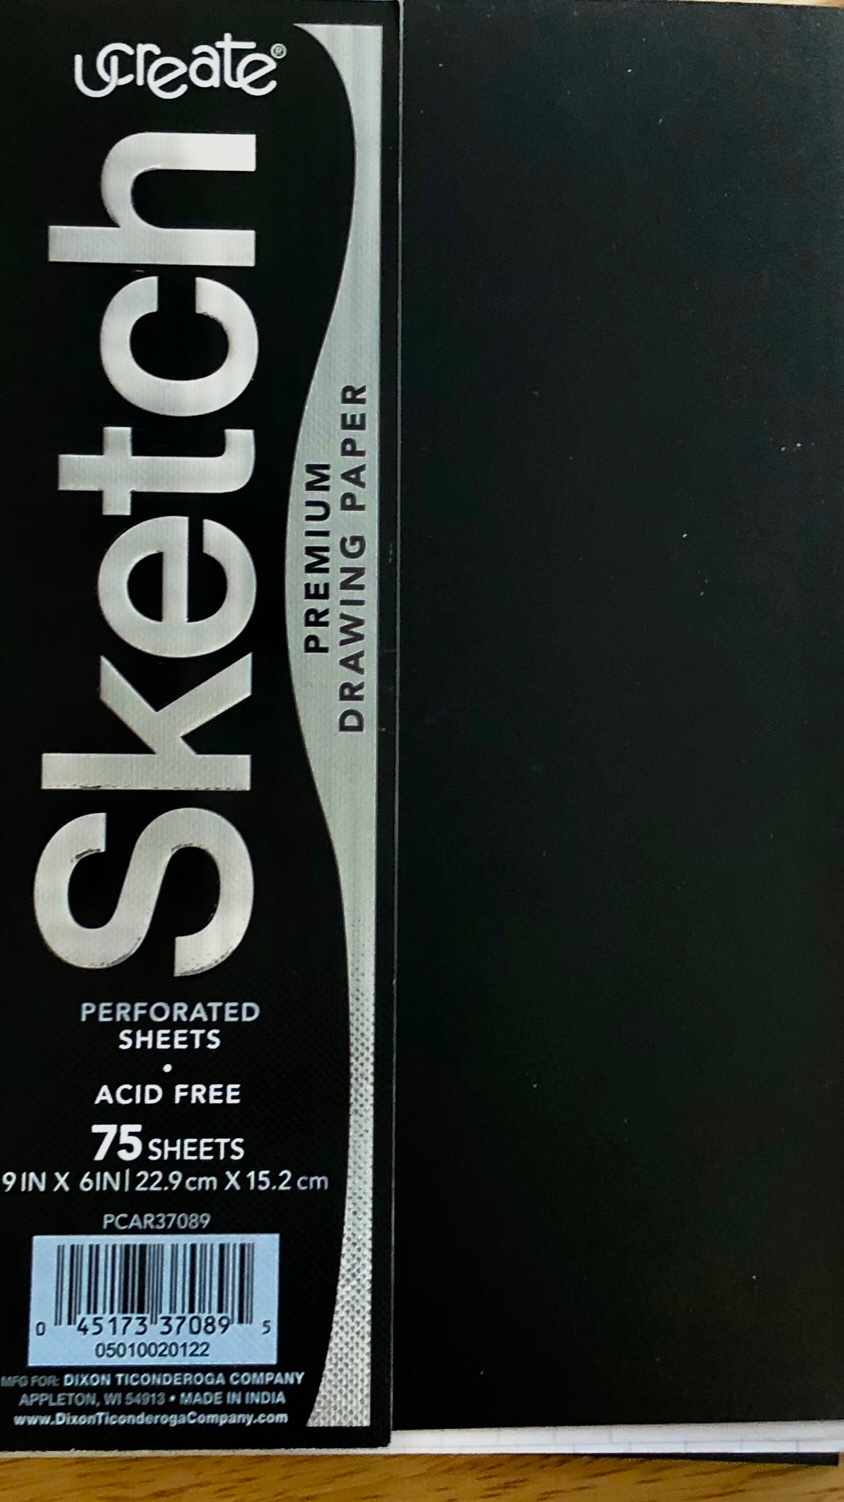 ucreate®
Sketch
PREMIUM
DRAWING PAPER
PERFORATED
SHEETS
•
ACID FREE
75 SHEETS
9 IN X 6IN| 22.9 cm X 15.2 cm
PCAR37089
0 45173 37089 5
05010020122
MFG FOR: DIXON TICONDEROGA COMPANY
APPLETON, WI 54913 • MADE IN INDIA
www.DixonTiconderogaCompany.com